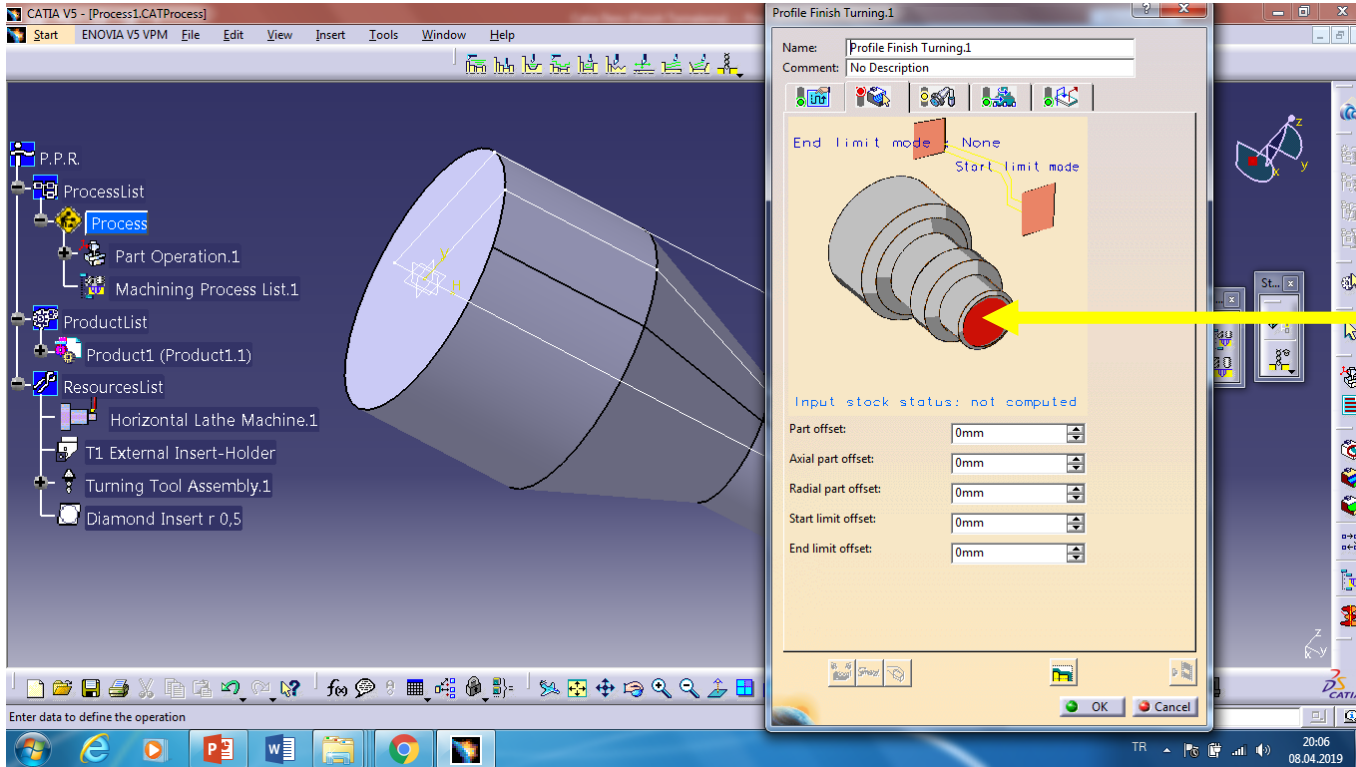 CATIA V5 - [Process1.CATProcess]
Start ENOVIA V5 VPM File Edit View Insert Tools Window Help
P.P.R.
ProcessList
Process
Part Operation.1
Machining Process List.1
ProductList
Product1 (Product1.1)
ResourcesList
Horizontal Lathe Machine.1
T1 External Insert-Holder
Turning Tool Assembly.1
Diamond Insert r 0,5
y
Profile Finish Turning.1
Name: Profile Finish Turning.1
Comment: No Description
End limit mode : None
Start limit mode
Input stock status: not computed
Part offset: 0mm
Axial part offset: 0mm
Radial part offset: 0mm
Start limit offset: 0mm
End limit offset: 0mm
OK Cancel
z
y
x
St...
z
y
Enter data to define the operation
TR 20:06
08.04.2019